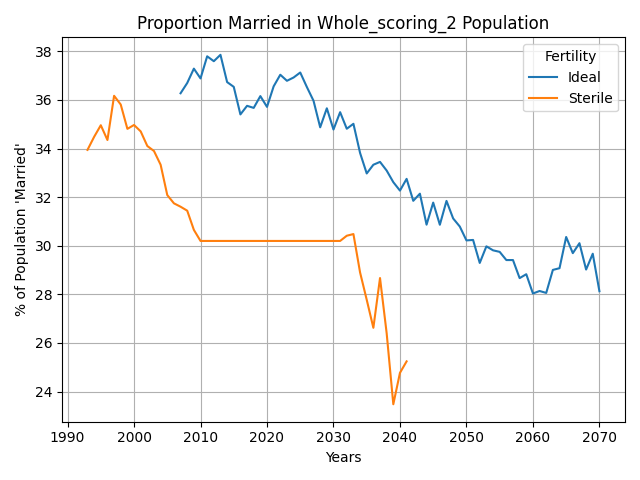 Proportion Married in Whole_scoring_2 Population
Fertility
Ideal
Sterile
% of Population 'Married'
38
36
34
32
30
28
26
24
1990 2000 2010 2020 2030 2040 2050 2060 2070
Years